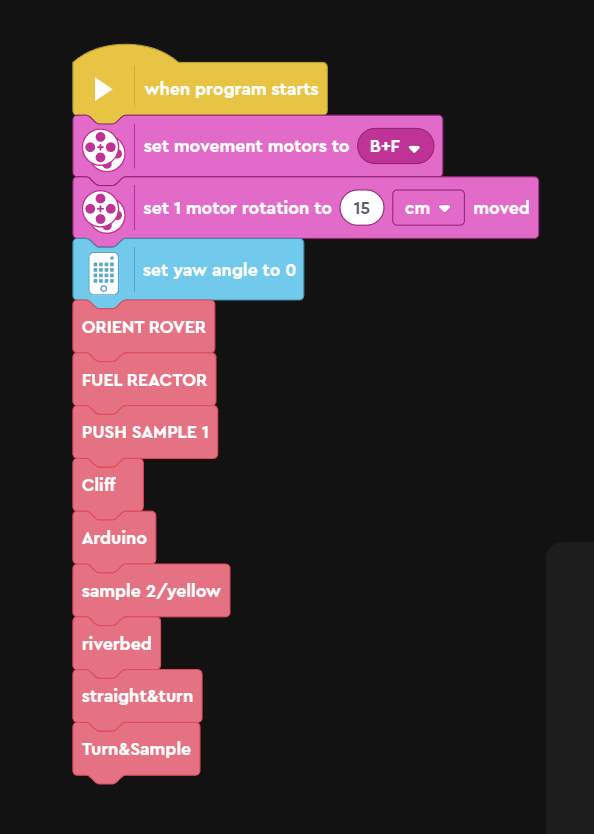 when program starts
set movement motors to B+F
set 1 motor rotation to 15 cm moved
set yaw angle to 0
ORIENT ROVER
FUEL REACTOR
PUSH SAMPLE 1
Cliff
Arduino
sample 2/yellow
riverbed
straight&turn
Turn&Sample